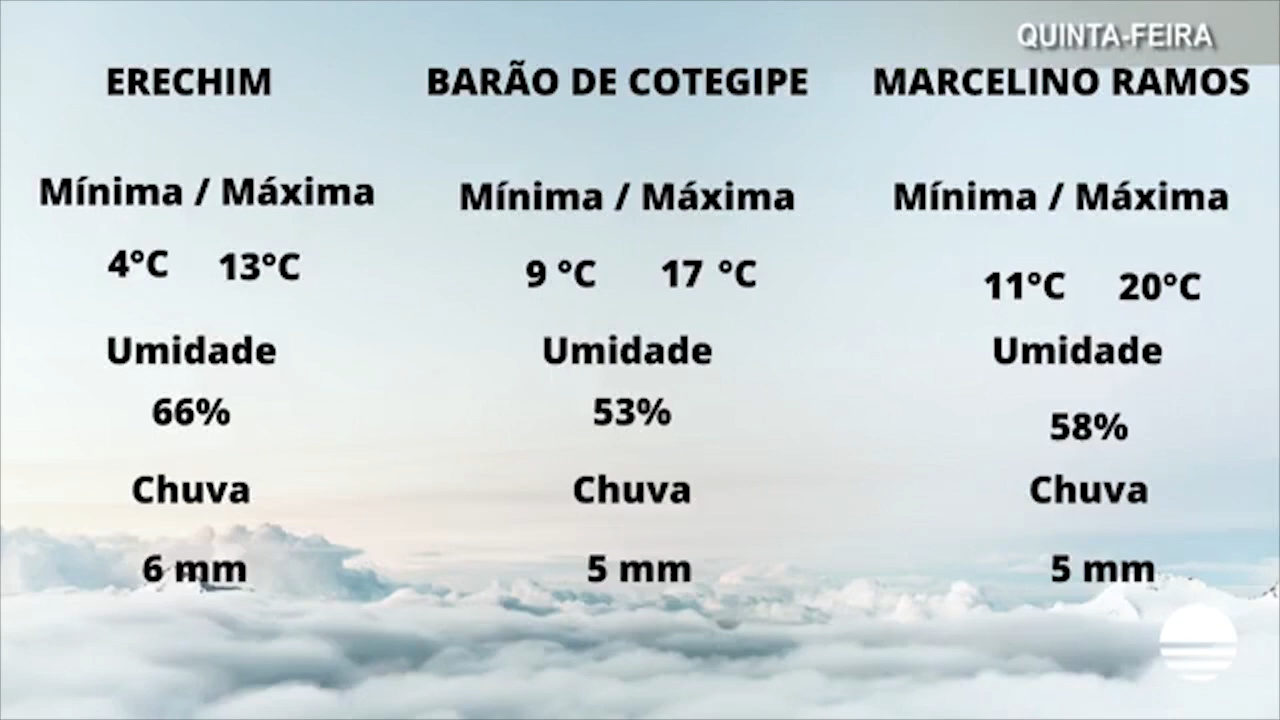 QUINTA-FEIRA
ERECHIM
Mínima / Máxima
4°C 13°C
Umidade
66%
Chuva
6 mm
BARÃO DE COTEGIPE
Mínima / Máxima
9 °C 17 °C
Umidade
53%
Chuva
5 mm
MARCELINO RAMOS
Mínima / Máxima
11°C 20°C
Umidade
58%
Chuva
5 mm